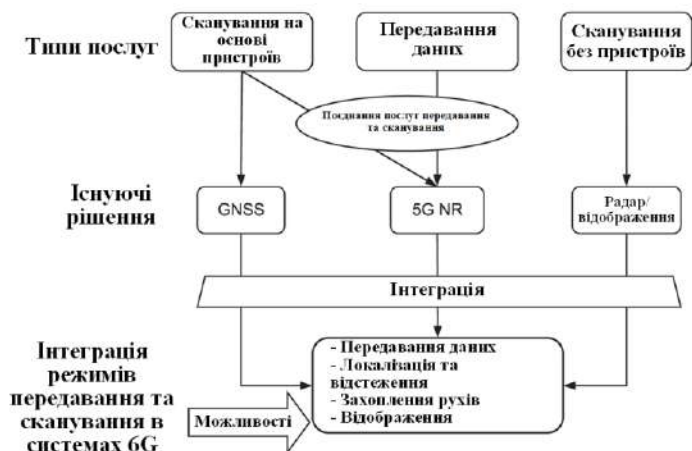 Типи послуг
Сканування на
основі
пристроїв
Передавання
даних
Сканування
без пристроїв
Поєднання послуг передавання
та сканування
Існуючі
рішення
GNSS
5G NR
Радар/
відображення
Інтеграція
Інтеграція
режимів
передавання та
сканування в
системах 6G
Можливості
- Передавання даних
- Локалізація та
відстеження
- Захоплення рухів
- Відображення